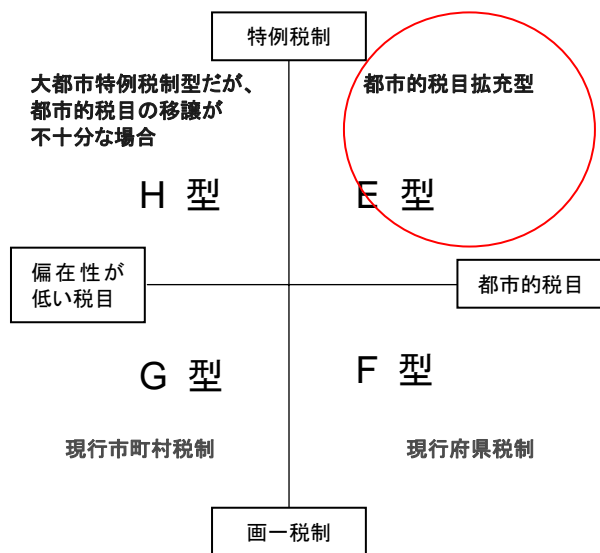 特例税制
大都市特例税制型だが、
都市的税目の移譲が
不十分な場合
都市的税目拡充型
H 型
E 型
偏在性が
低い税目
都市的税目
G 型
F 型
現行市町村税制
現行府県税制
画一税制